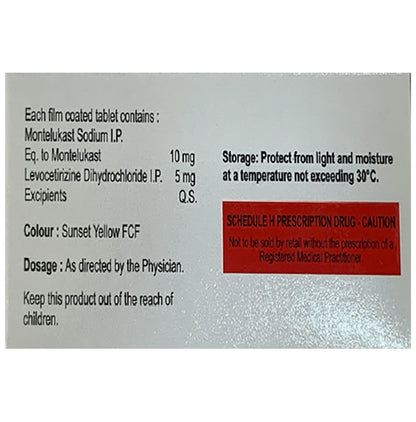 Each film coated tablet contains :
Montelukast Sodium I.P.
Eq. to Montelukast 10 mg
Levocetirizine Dihydrochloride I.P. 5 mg
Excipients Q.S.
Colour : Sunset Yellow FCF
Dosage : As directed by the Physician.
Keep this product out of the reach of
children.
Storage: Protect from light and moisture
at a temperature not exceeding 30°C.
SCHEDULE H PRESCRIPTION DRUG - CAUTION
Not to be sold by retail without the prescription of a
Registered Medical Practitioner.